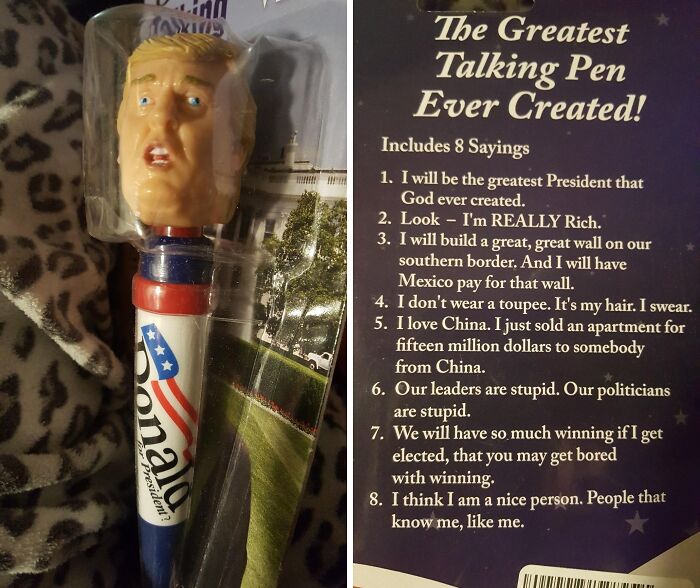 Talking
Donald
for President?
The Greatest
Talking Pen
Ever Created!
Includes 8 Sayings
1. I will be the greatest President that
God ever created.
2. Look – I'm REALLY Rich.
3. I will build a great, great wall on our
southern border. And I will have
Mexico pay for that wall.
4. I don't wear a toupee. It's my hair. I swear.
5. I love China. I just sold an apartment for
fifteen million dollars to somebody
from China.
6. Our leaders are stupid. Our politicians
are stupid.
7. We will have so much winning if I get
elected, that you may get bored
with winning.
8. I think I am a nice person. People that
know me, like me.